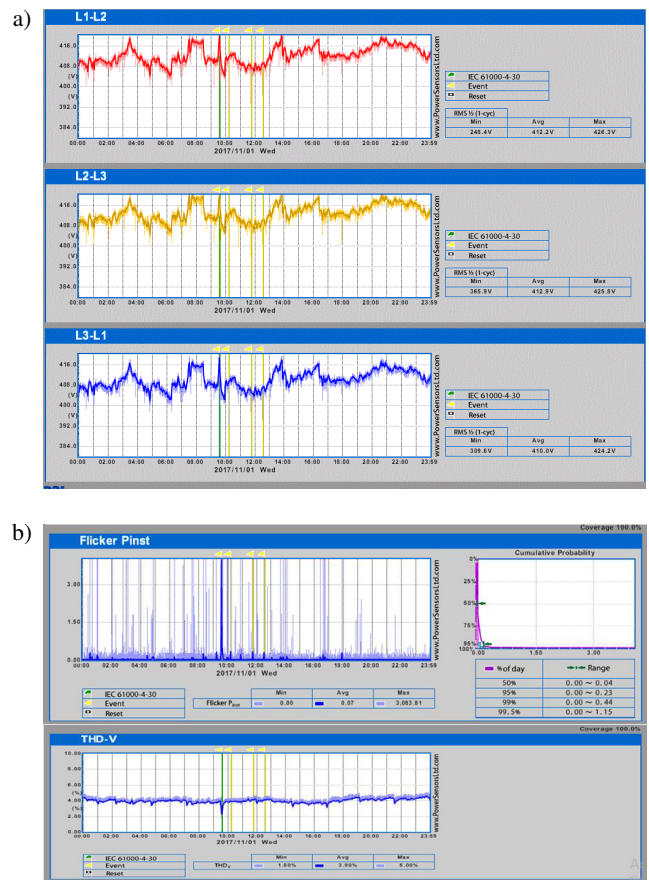 a)
L1-L2
416.0
408.0
(V)
400.0
392.0
384.0
00:00 02:00 04:00 06:00 08:00 10:00 12:00 14:00 16:00 18:00 20:00 22:00 23:59
2017/11/01 Wed
www.PowerSensorsLtd.com
IEC 61000-4-30
Event
Reset
RMS ½ (1-cyc)
Min Avg Max
248.4V 412.2V 426.3V
L2-L3
416.0
408.0
(V)
400.0
392.0
384.0
00:00 02:00 04:00 06:00 08:00 10:00 12:00 14:00 16:00 18:00 20:00 22:00 23:59
2017/11/01 Wed
www.PowerSensorsLtd.com
IEC 61000-4-30
Event
Reset
RMS ½ (1-cyc)
Min Avg Max
365.9V 412.9V 425.8V
L3-L1
416.0
408.0
400.0
(V)
392.0
384.0
00:00 02:00 04:00 06:00 08:00 10:00 12:00 14:00 16:00 18:00 20:00 22:00 23:59
2017/11/01 Wed
www.PowerSensorsLtd.com
IEC 61000-4-30
Event
Reset
RMS ½ (1-cyc)
Min Avg Max
309.6V 410.0V 424.2V
b)
Coverage 100.0%
Flicker Pinst
3.00
1.50
0.00
00:00 02:00 04:00 06:00 08:00 10:00 12:00 14:00 16:00 18:00 20:00 22:00 23:59
2017/11/01 Wed
www.PowerSensorsLtd.com
IEC 61000-4-30
Event
Reset
Min Avg Max
Flicker Pinst 0.00 0.07 3,083.81
Cumulative Probability
0%
25%
50%
75%
95%
100%
0.00 1.50 3.00
% of day Range
50% 0.00 ~ 0.04
95% 0.00 ~ 0.23
99% 0.00 ~ 0.44
99.5% 0.00 ~ 1.15
Coverage 100.0%
THD-V
10.00
8.00
6.00
(%)
4.00
(%)
2.00
0.00
00:00 02:00 04:00 06:00 08:00 10:00 12:00 14:00 16:00 18:00 20:00 22:00 23:59
2017/11/01 Wed
www.PowerSensorsLtd.com
IEC 61000-4-30
Event
Reset
Min Avg Max
THDV 1.80% 3.90% 5.00%